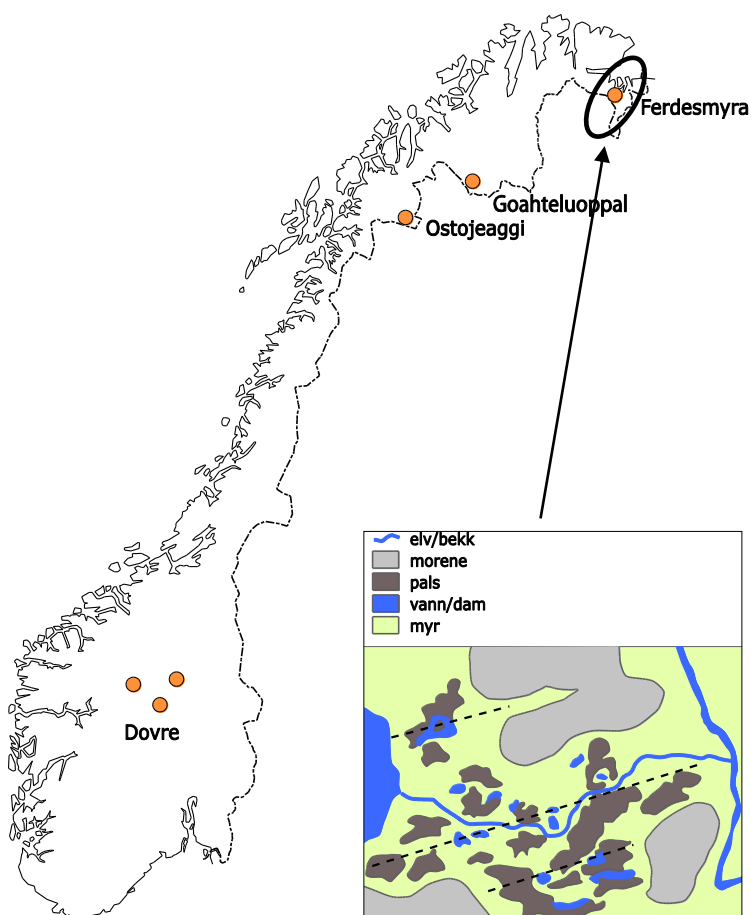 Ferdesmyra
Goahteluoppal
Ostojeaggi
Dovre
elv/bekk
morene
pals
vann/dam
myr